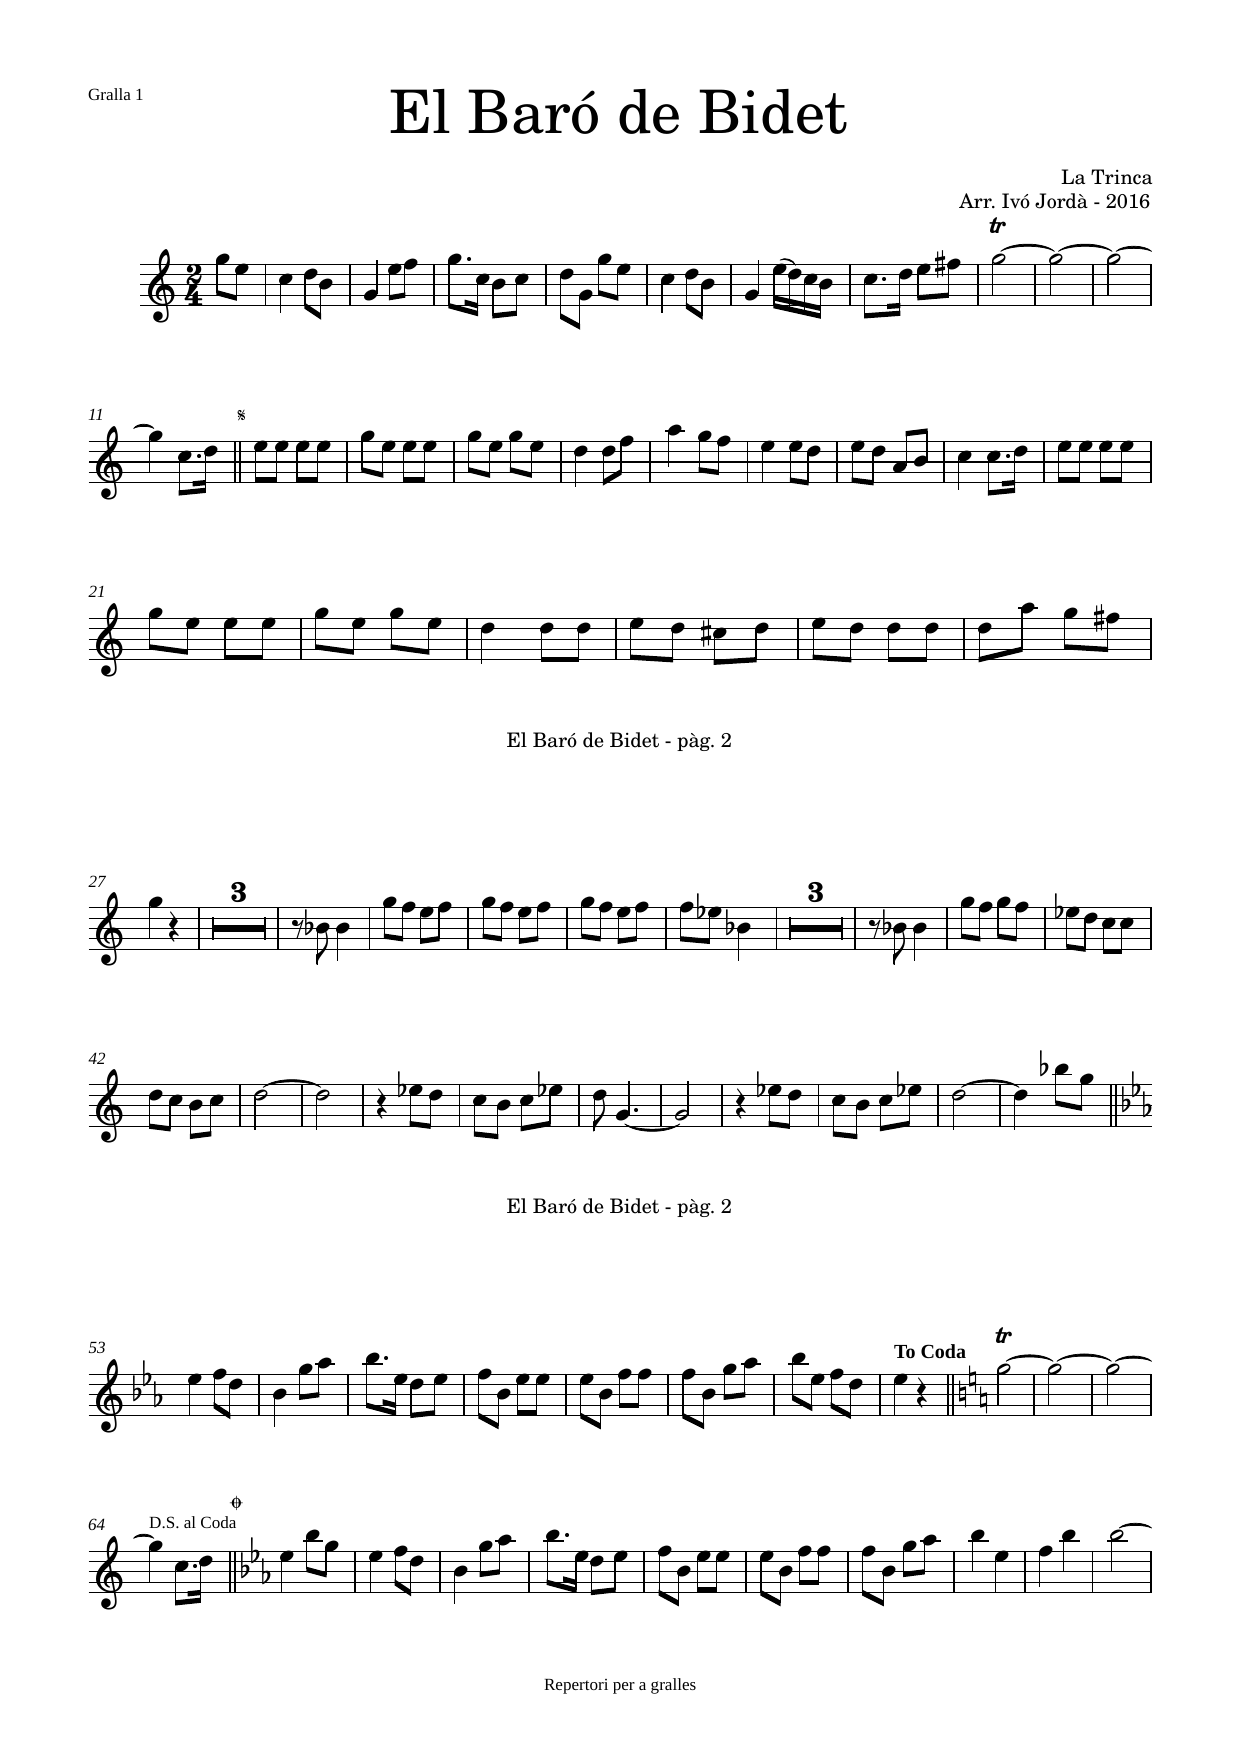 Gralla 1
El Baró de Bidet
La Trinca
Arr. Ivó Jordà - 2016
tr
2
4
11
21
El Baró de Bidet - pàg. 2
27
3
3
42
El Baró de Bidet - pàg. 2
53
To Coda
tr
64
D.S. al Coda
Repertori per a gralles